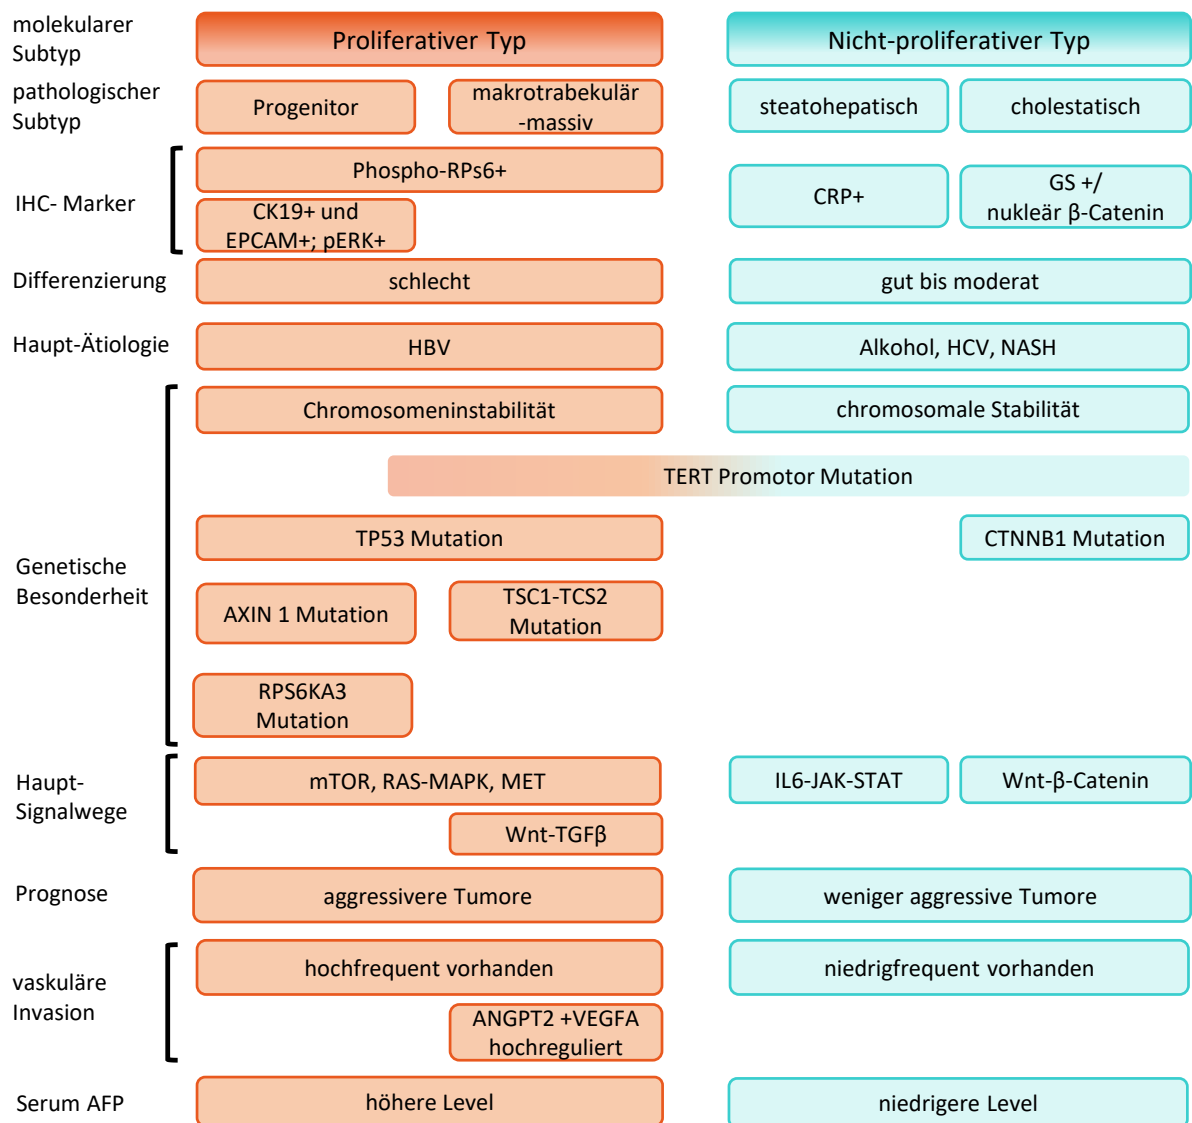 molekularer
Subtyp
Proliferativer Typ
Nicht-proliferativer Typ
pathologischer
Subtyp
Progenitor
makrotrabekulär
-massiv
steatohepatisch
cholestatisch
IHC- Marker
Phospho-RPs6+
CK19+ und
EPCAM+; pERK+
CRP+
GS +/
nukleär β-Catenin
Differenzierung
schlecht
gut bis moderat
Haupt-Ätiologie
HBV
Alkohol, HCV, NASH
Genetische
Besonderheit
Chromosomeninstabilität
chromosomale Stabilität
TERT Promotor Mutation
TP53 Mutation
CTNNB1 Mutation
AXIN 1 Mutation
TSC1-TCS2
Mutation
RPS6KA3
Mutation
Haupt-
Signalwege
mTOR, RAS-MAPK, MET
IL6-JAK-STAT
Wnt-β-Catenin
Wnt-TGFβ
Prognose
aggressivere Tumore
weniger aggressive Tumore
vaskuläre
Invasion
hochfrequent vorhanden
niedrigfrequent vorhanden
ANGPT2 +VEGFA
hochreguliert
Serum AFP
höhere Level
niedrigere Level